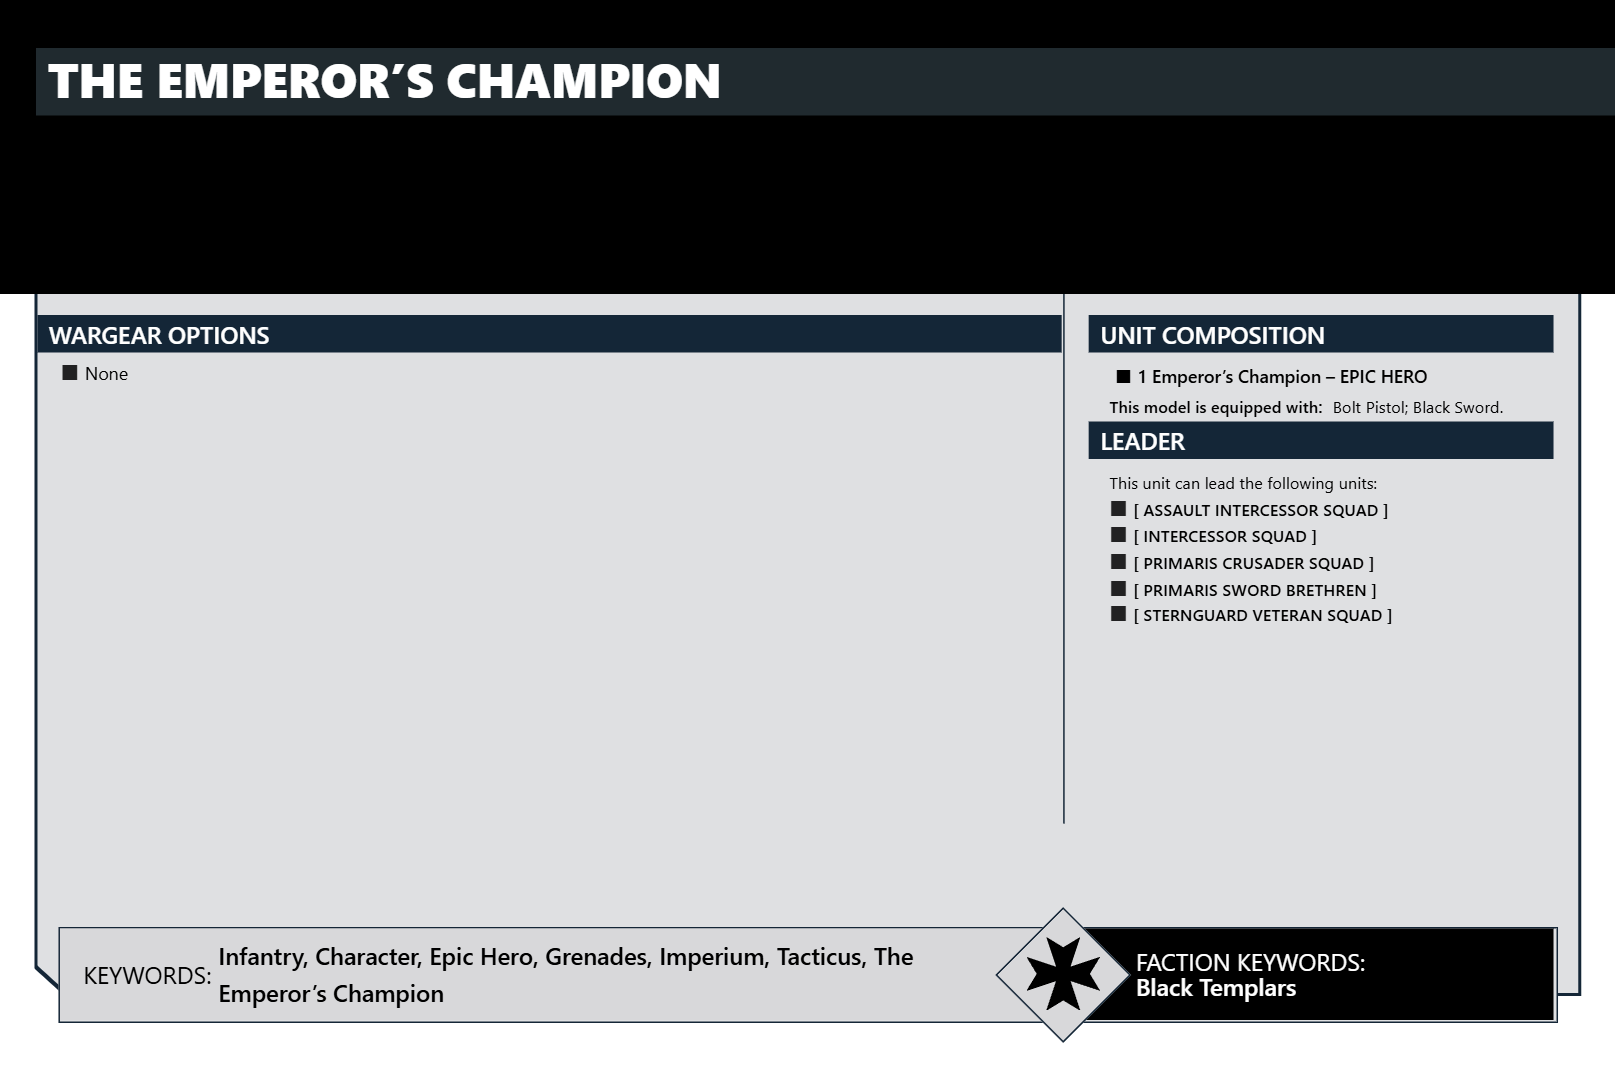 THE EMPEROR’S CHAMPION
WARGEAR OPTIONS
■ None
UNIT COMPOSITION
■ 1 Emperor’s Champion – EPIC HERO
This model is equipped with: Bolt Pistol; Black Sword.
LEADER
This unit can lead the following units:
■ [ ASSAULT INTERCESSOR SQUAD ]
■ [ INTERCESSOR SQUAD ]
■ [ PRIMARIS CRUSADER SQUAD ]
■ [ PRIMARIS SWORD BRETHREN ]
■ [ STERNGUARD VETERAN SQUAD ]
KEYWORDS: Infantry, Character, Epic Hero, Grenades, Imperium, Tacticus, The
Emperor’s Champion
FACTION KEYWORDS:
Black Templars